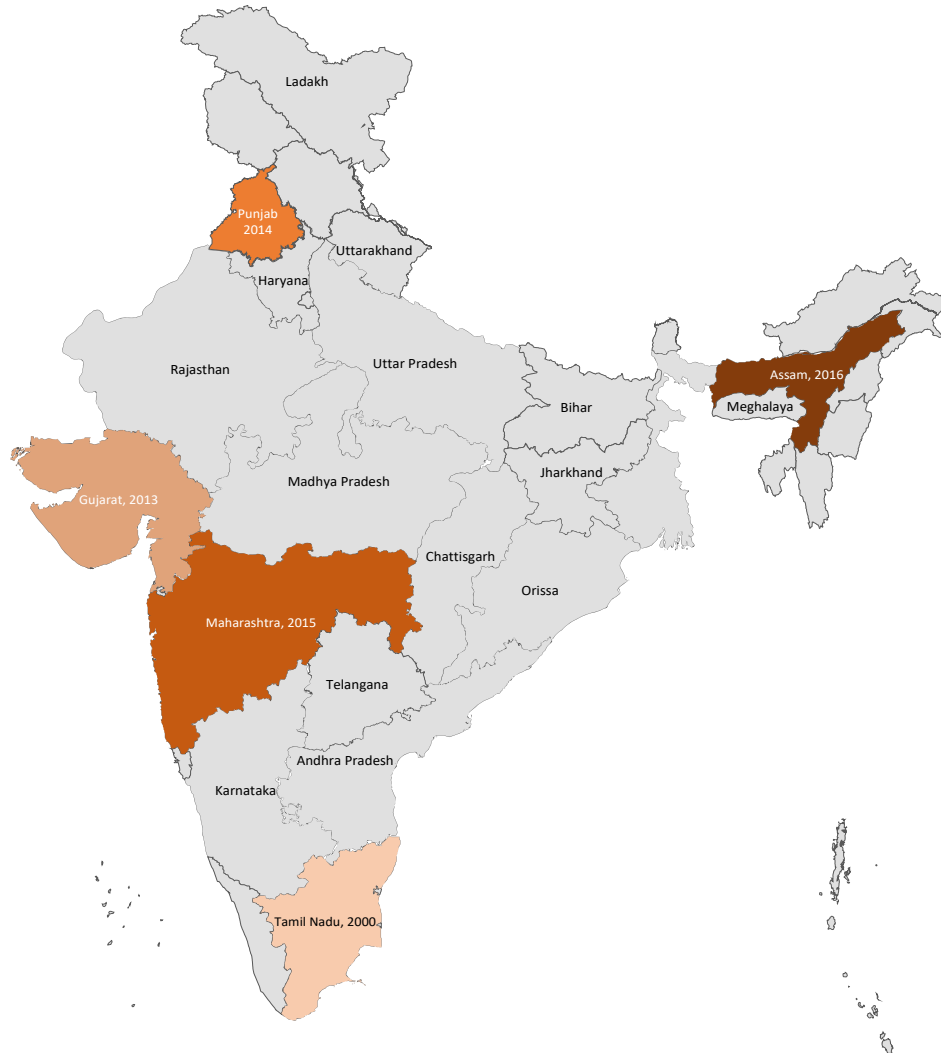 Ladakh
Punjab
2014
Uttarakhand
Haryana
Rajasthan
Uttar Pradesh
Assam, 2016
Bihar
Meghalaya
Jharkhand
Madhya Pradesh
Gujarat, 2013
Chattisgarh
Orissa
Maharashtra, 2015
Telangana
Andhra Pradesh
Karnataka
Tamil Nadu, 2000